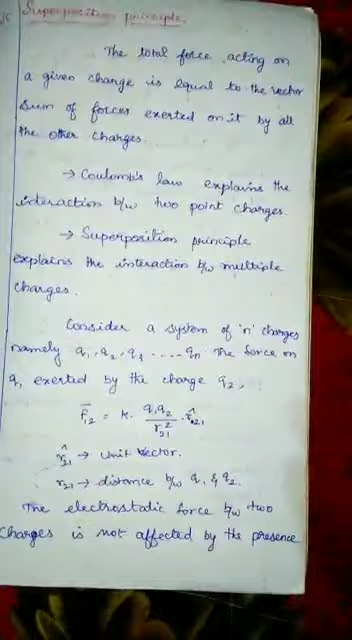 Superposition principle.
The total force acting on
a given charge is equal to the vector
sum of forces exerted on it by all
the other charges.
→ Coulomb's law explains the
interaction b/w two point charges.
→ Superposition principle
explains the interaction b/w multiple
charges.
Consider a system of 'n' charges
namely q₁, q₂, q₃ .... qₙ. The force on
q₁ exerted by the charge q₂,
F̄₁₂ = k. q₁q₂/r²₂₁ . r̂₂₁
r̂₂₁ → unit vector.
r₂₁ → distance b/w q₁ & q₂.
The electrostatic force b/w two
charges is not affected by the presence